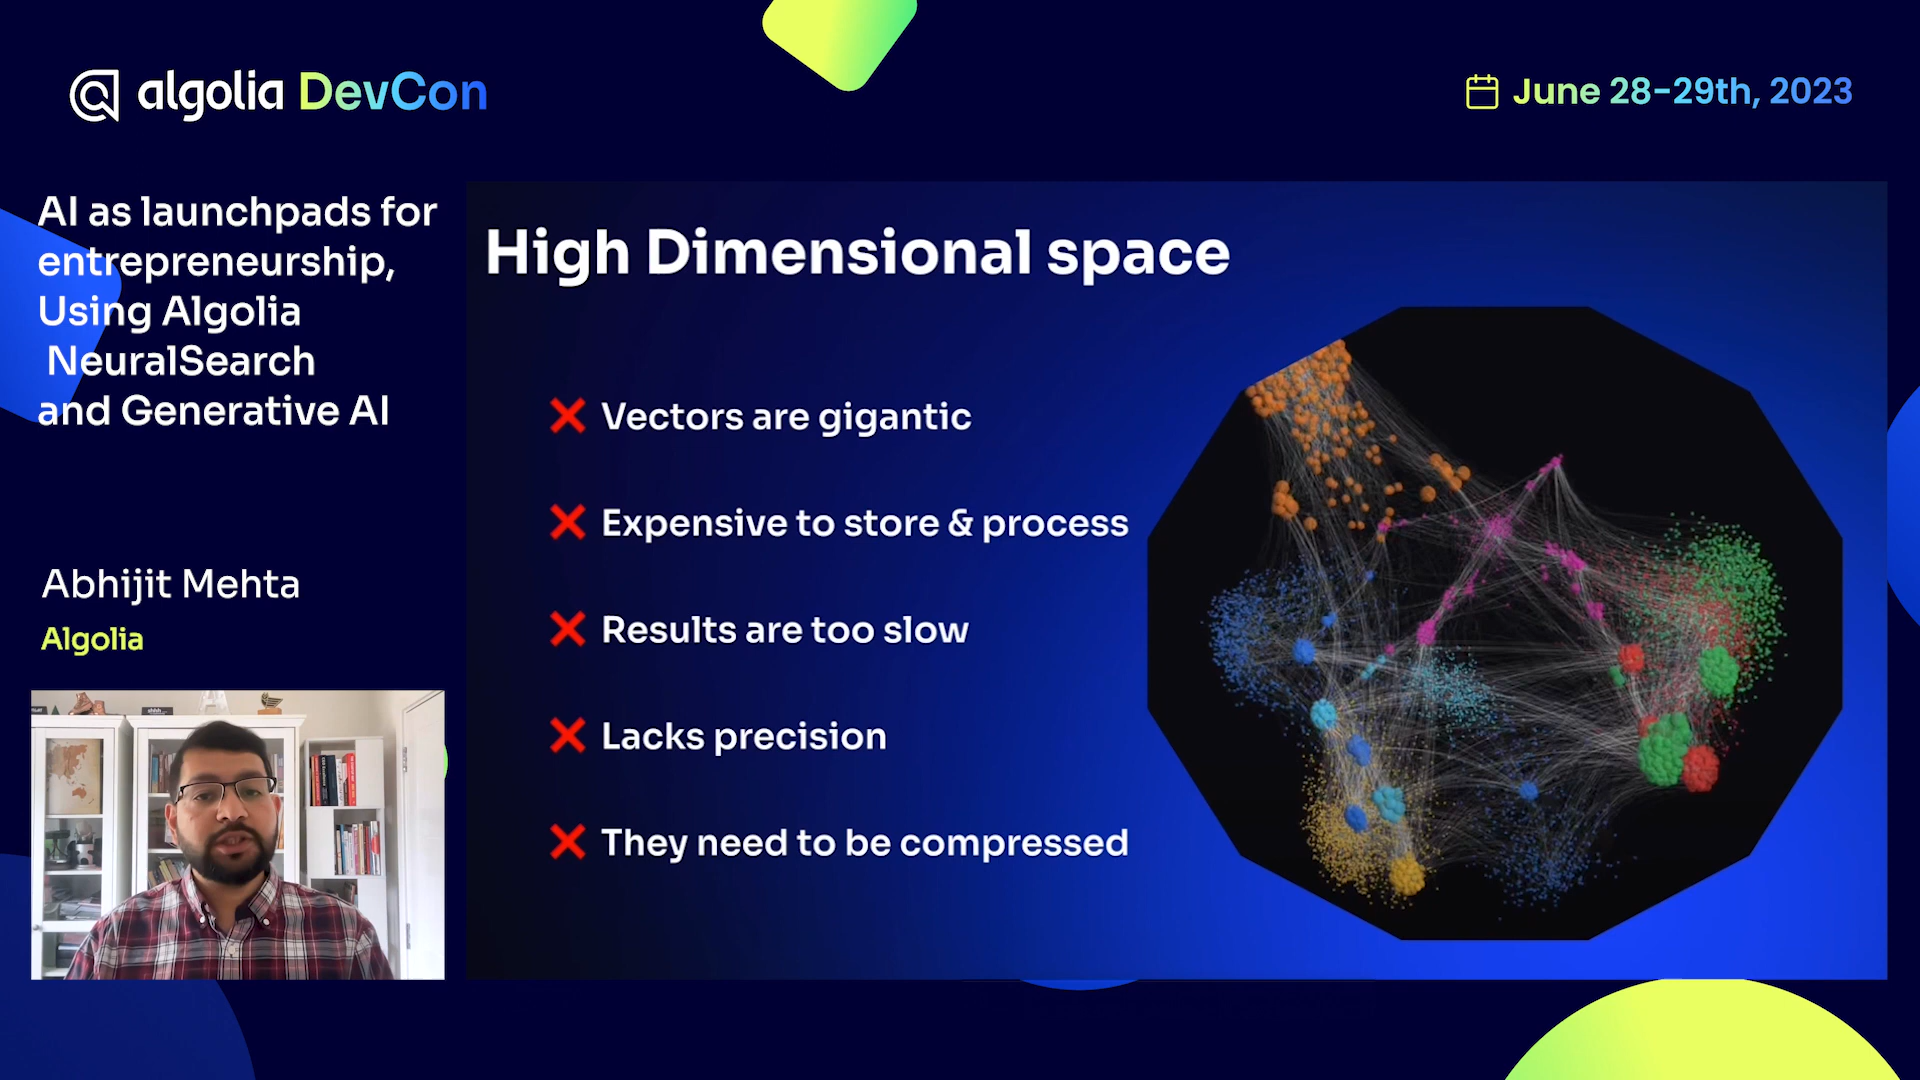 algolia DevCon
June 28-29th, 2023
AI as launchpads for
entrepreneurship,
Using Algolia
NeuralSearch
and Generative AI
Abhijit Mehta
Algolia
High Dimensional space
❌ Vectors are gigantic
❌ Expensive to store & process
❌ Results are too slow
❌ Lacks precision
❌ They need to be compressed